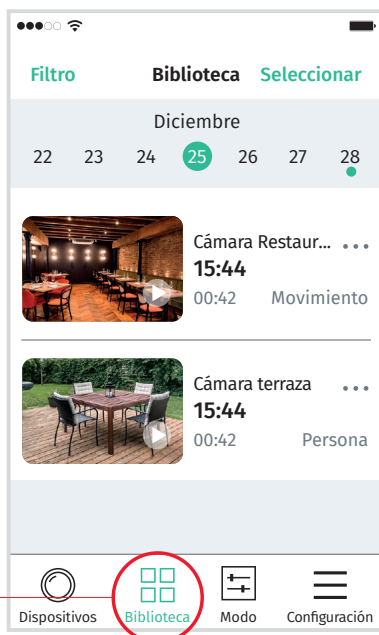 Filtro Biblioteca Seleccionar
Diciembre
22 23 24 25 26 27 28
Cámara Restaur... ...
15:44
00:42 Movimiento
Cámara terraza ...
15:44
00:42 Persona
Dispositivos Biblioteca Modo Configuración